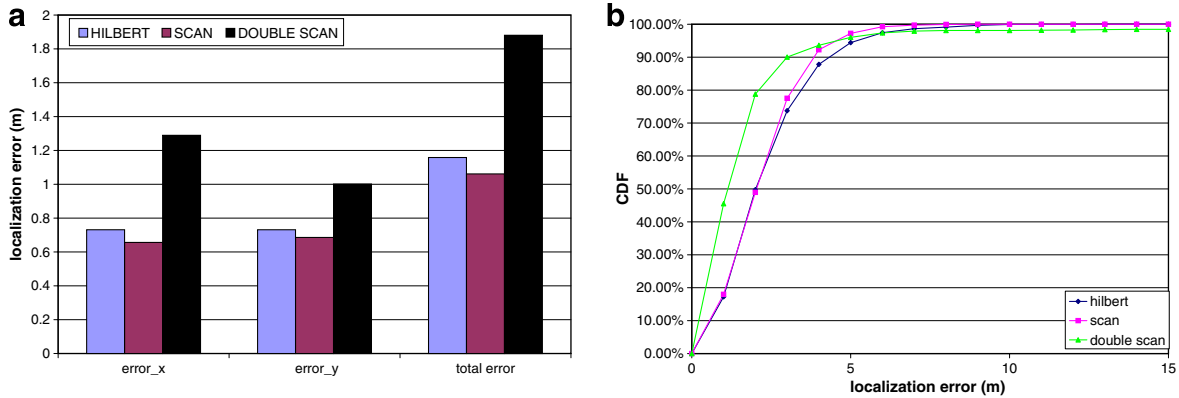 a
HILBERT SCAN DOUBLE SCAN
localization error (m)
2
1.8
1.6
1.4
1.2
1
0.8
0.6
0.4
0.2
0
error_x error_y total error
b
CDF
100.00%
90.00%
80.00%
70.00%
60.00%
50.00%
40.00%
30.00%
20.00%
10.00%
0.00%
hilbert
scan
double scan
0 5 10 15
localization error (m)